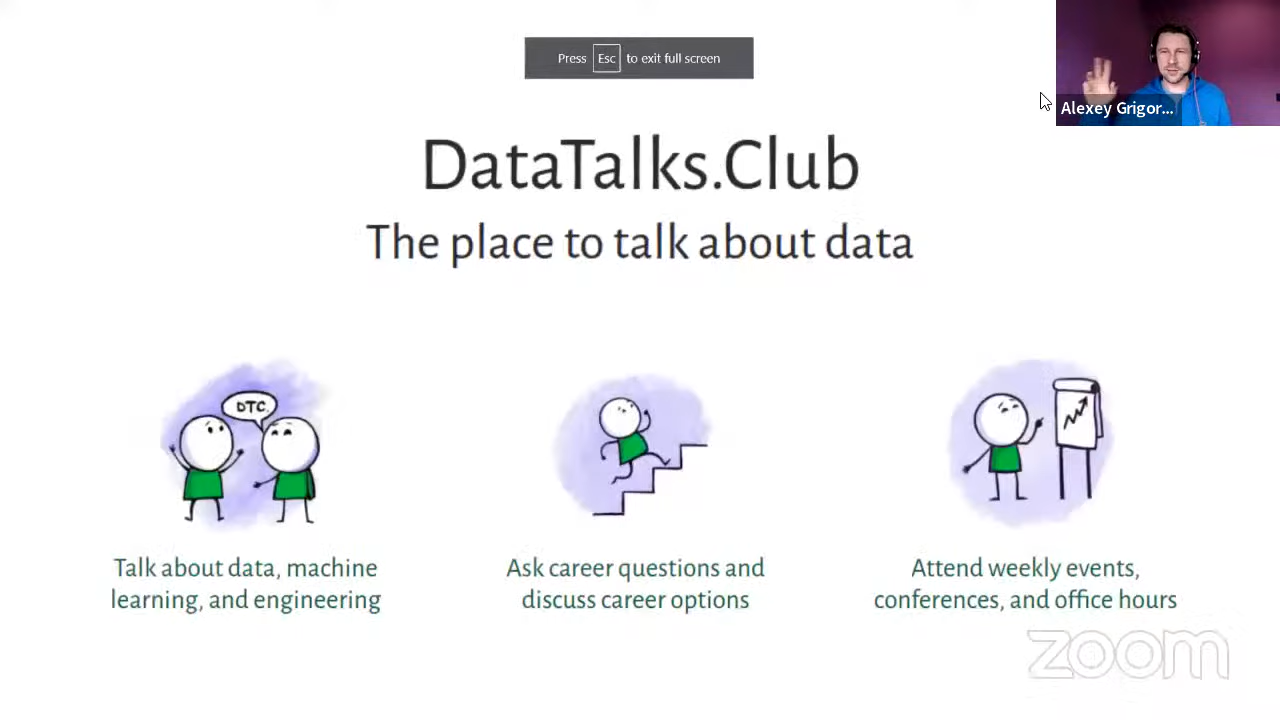 Press Esc to exit full screen
Alexey Grigor...
DataTalks.Club
The place to talk about data
DTC.
Talk about data, machine
learning, and engineering
Ask career questions and
discuss career options
Attend weekly events,
conferences, and office hours
zoom